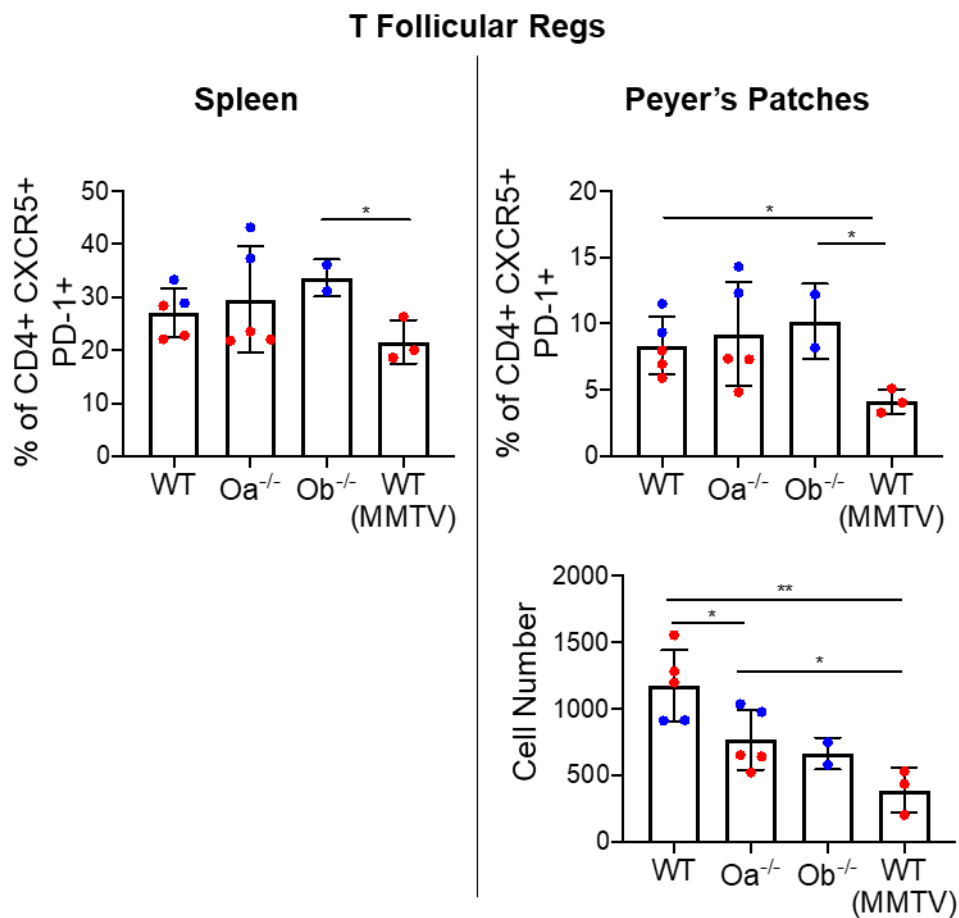 T Follicular Regs
Spleen
% of CD4+ CXCR5+
PD-1+
50
40
30
20
10
0
*
WT
Oa-/-
Ob-/-
WT
(MMTV)
Peyer's Patches
% of CD4+ CXCR5+
PD-1+
20
15
10
5
0
*
*
WT
Oa-/-
Ob-/-
WT
(MMTV)
Cell Number
2000
1500
1000
500
0
**
*
*
WT
Oa-/-
Ob-/-
WT
(MMTV)